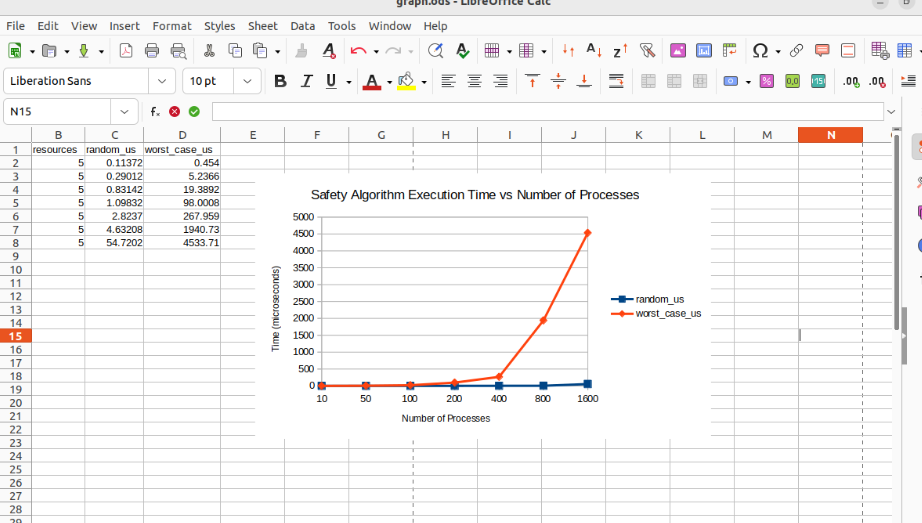 graph.ods - LibreOffice Calc
File Edit View Insert Format Styles Sheet Data Tools Window Help
Liberation Sans 10 pt B I U A
N15 fx
B C D E F G H I J K L M N
1 resources random_us worst_case_us
2 5 0.11372 0.454
3 5 0.29012 5.2366
4 5 0.83142 19.3892
5 5 1.09832 98.0008
6 5 2.8237 267.959
7 5 4.63208 1940.73
8 5 54.7202 4533.71
9
10
11
12
13
14
15
16
17
18
19
20
21
22
23
24
25
26
27
28
29
Safety Algorithm Execution Time vs Number of Processes
5000
4500
4000
3500
3000
2500
2000
1500
1000
500
0
Time (microseconds)
10 50 100 200 400 800 1600
Number of Processes
random_us
worst_case_us